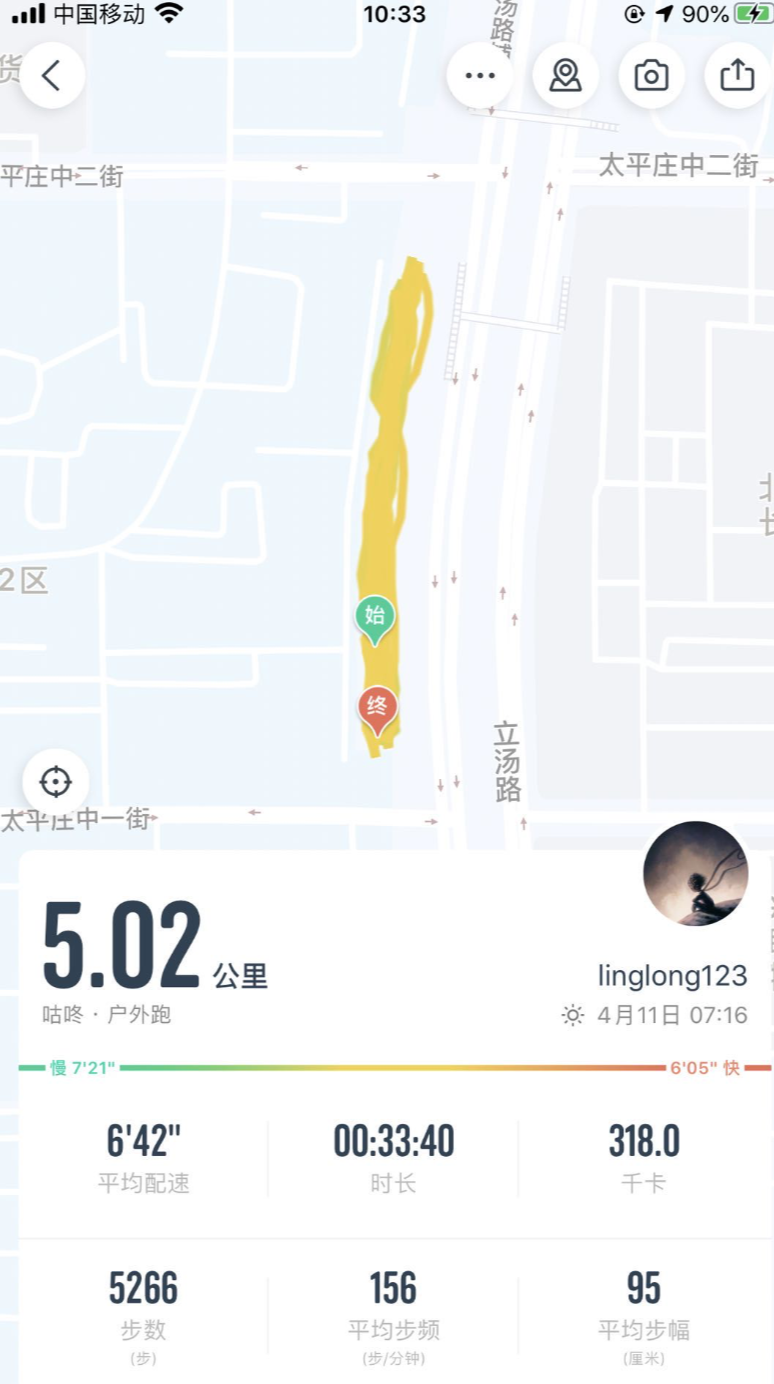 中国移动
10:33
90%
货
汤路辅
平庄中二街
太平庄中二街
北
长
2区
始
终
立汤路
太平庄中一街
5.02 公里
linglong123
咕咚 · 户外跑
4月11日 07:16
慢 7'21"
6'05" 快
6'42"
00:33:40
318.0
平均配速
时长
千卡
5266
156
95
步数
平均步频
平均步幅
(步)
(步/分钟)
(厘米)